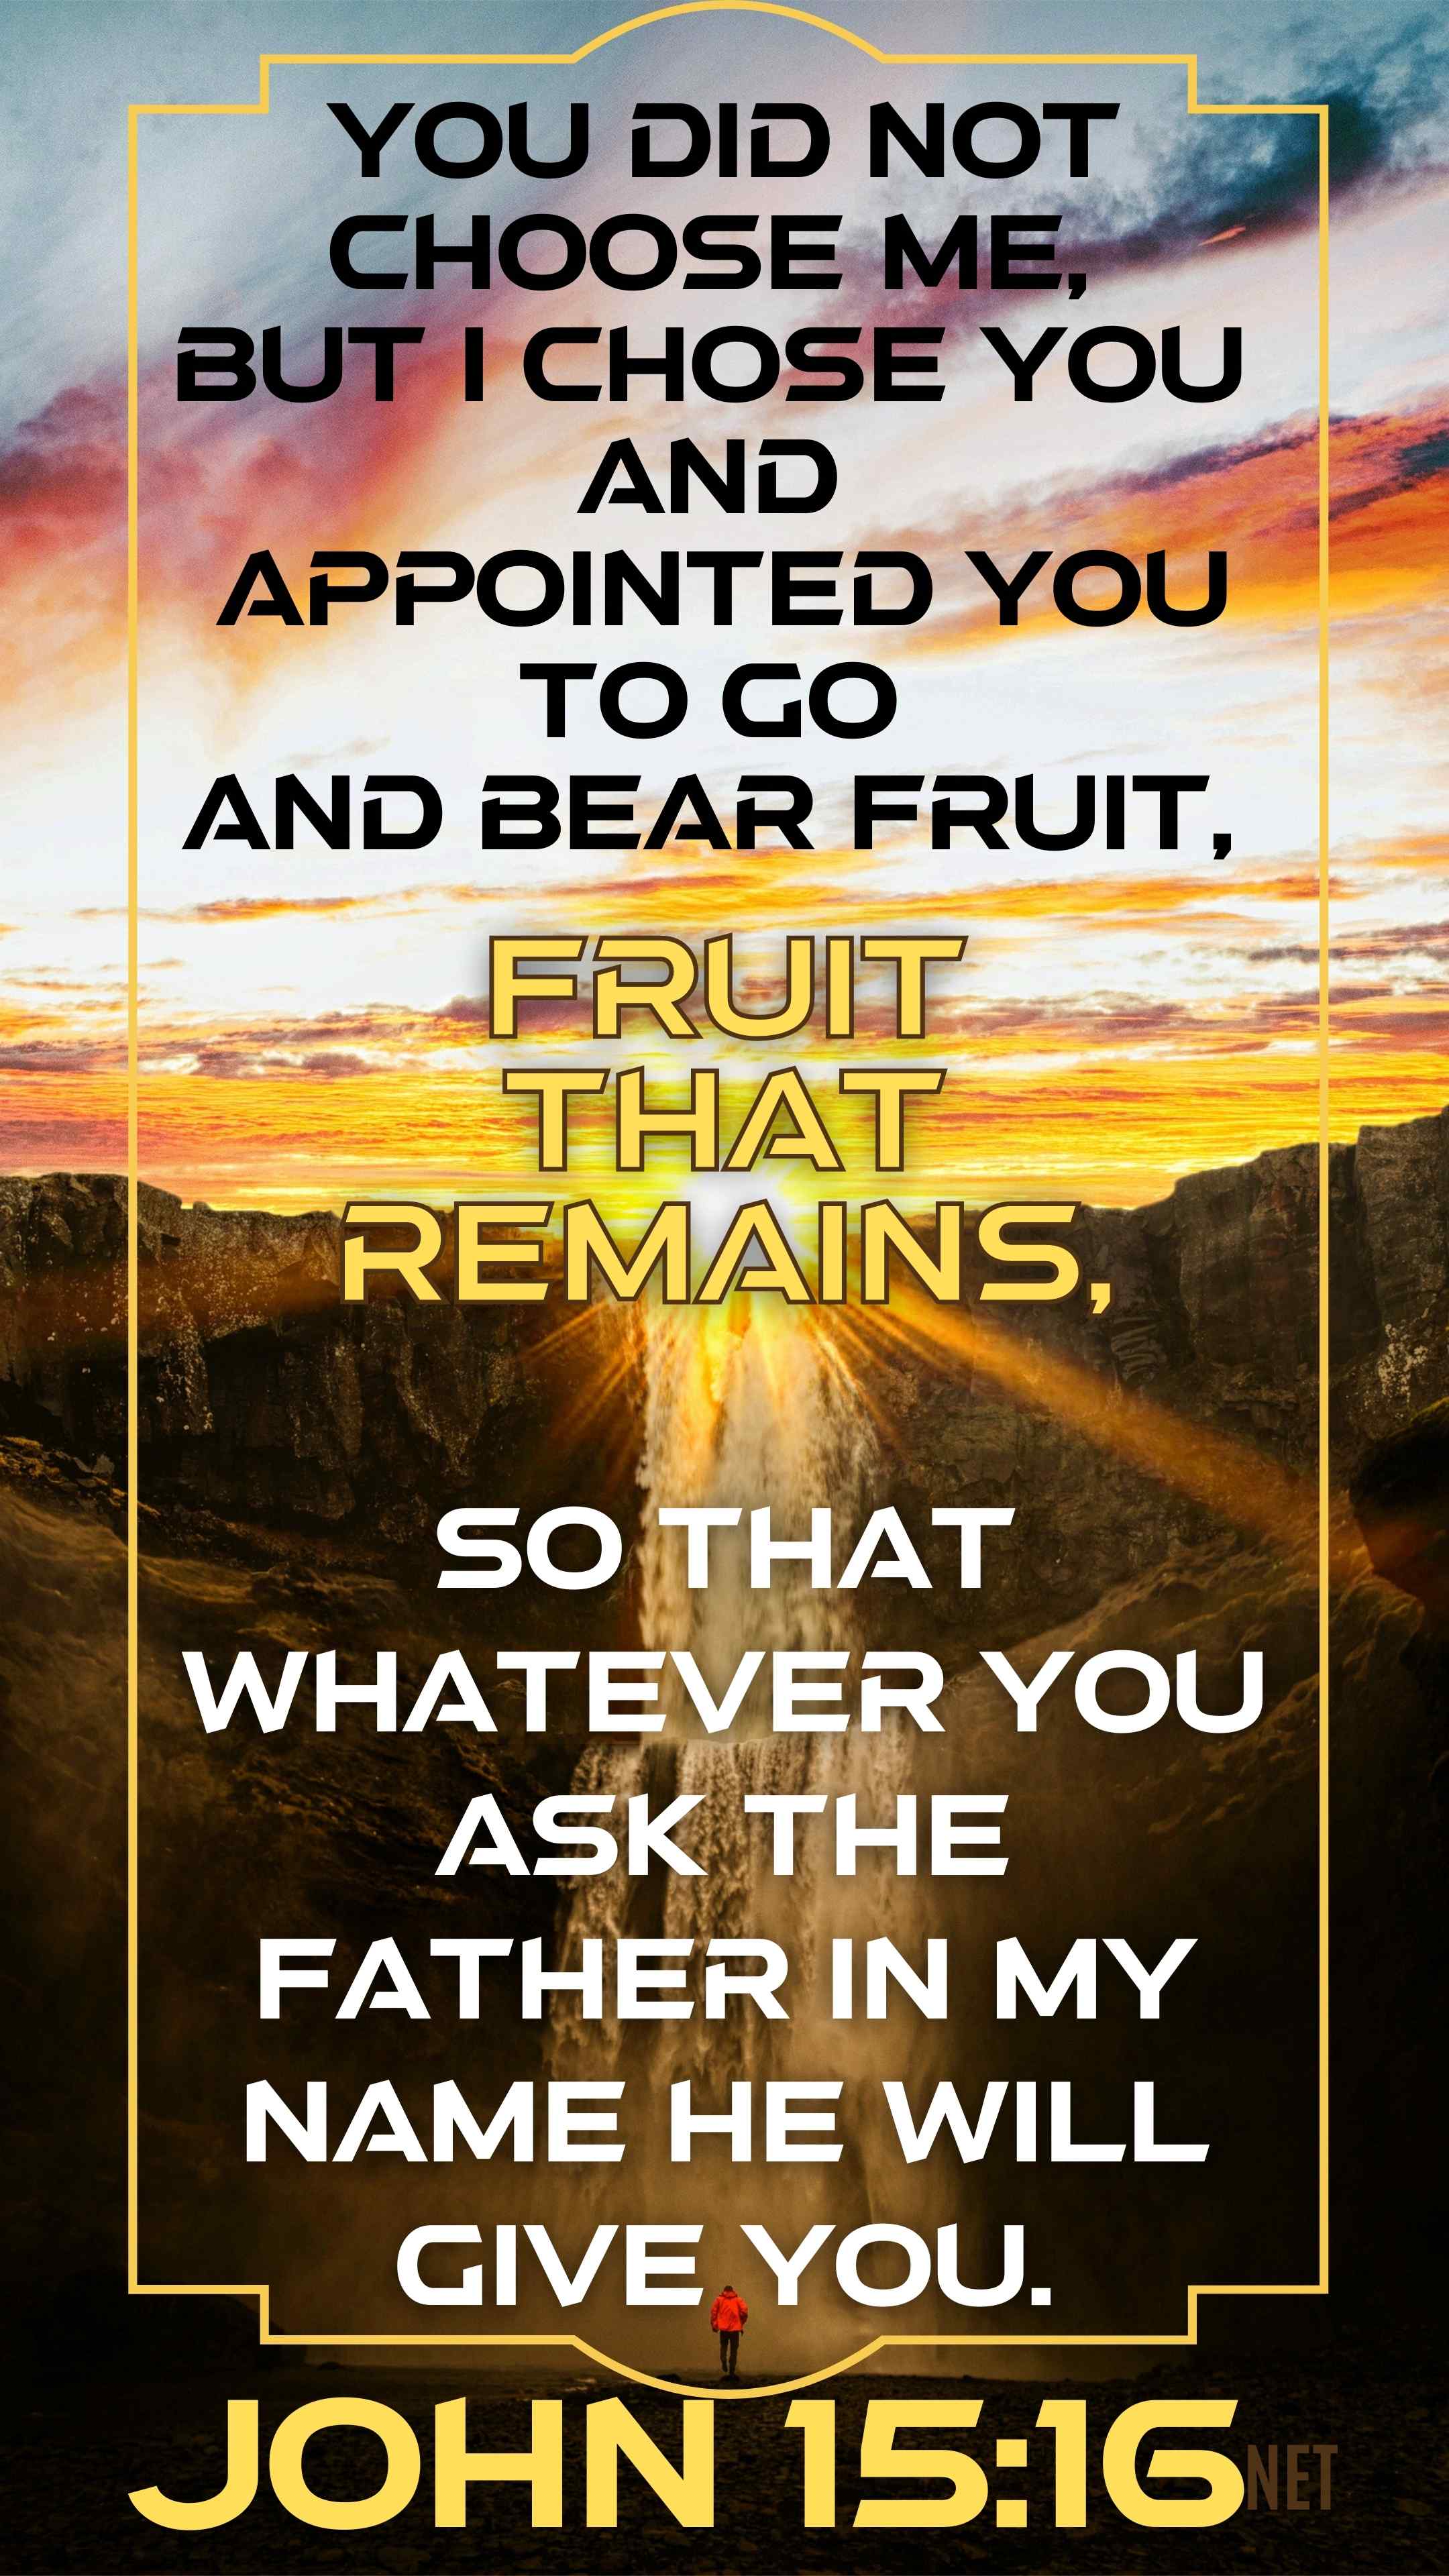 YOU DID NOT
CHOOSE ME,
BUT I CHOSE YOU
AND
APPOINTED YOU
TO GO
AND BEAR FRUIT,
FRUIT
THAT
REMAINS,
SO THAT
WHATEVER YOU
ASK THE
FATHER IN MY
NAME HE WILL
GIVE YOU.
JOHN 15:16 NET